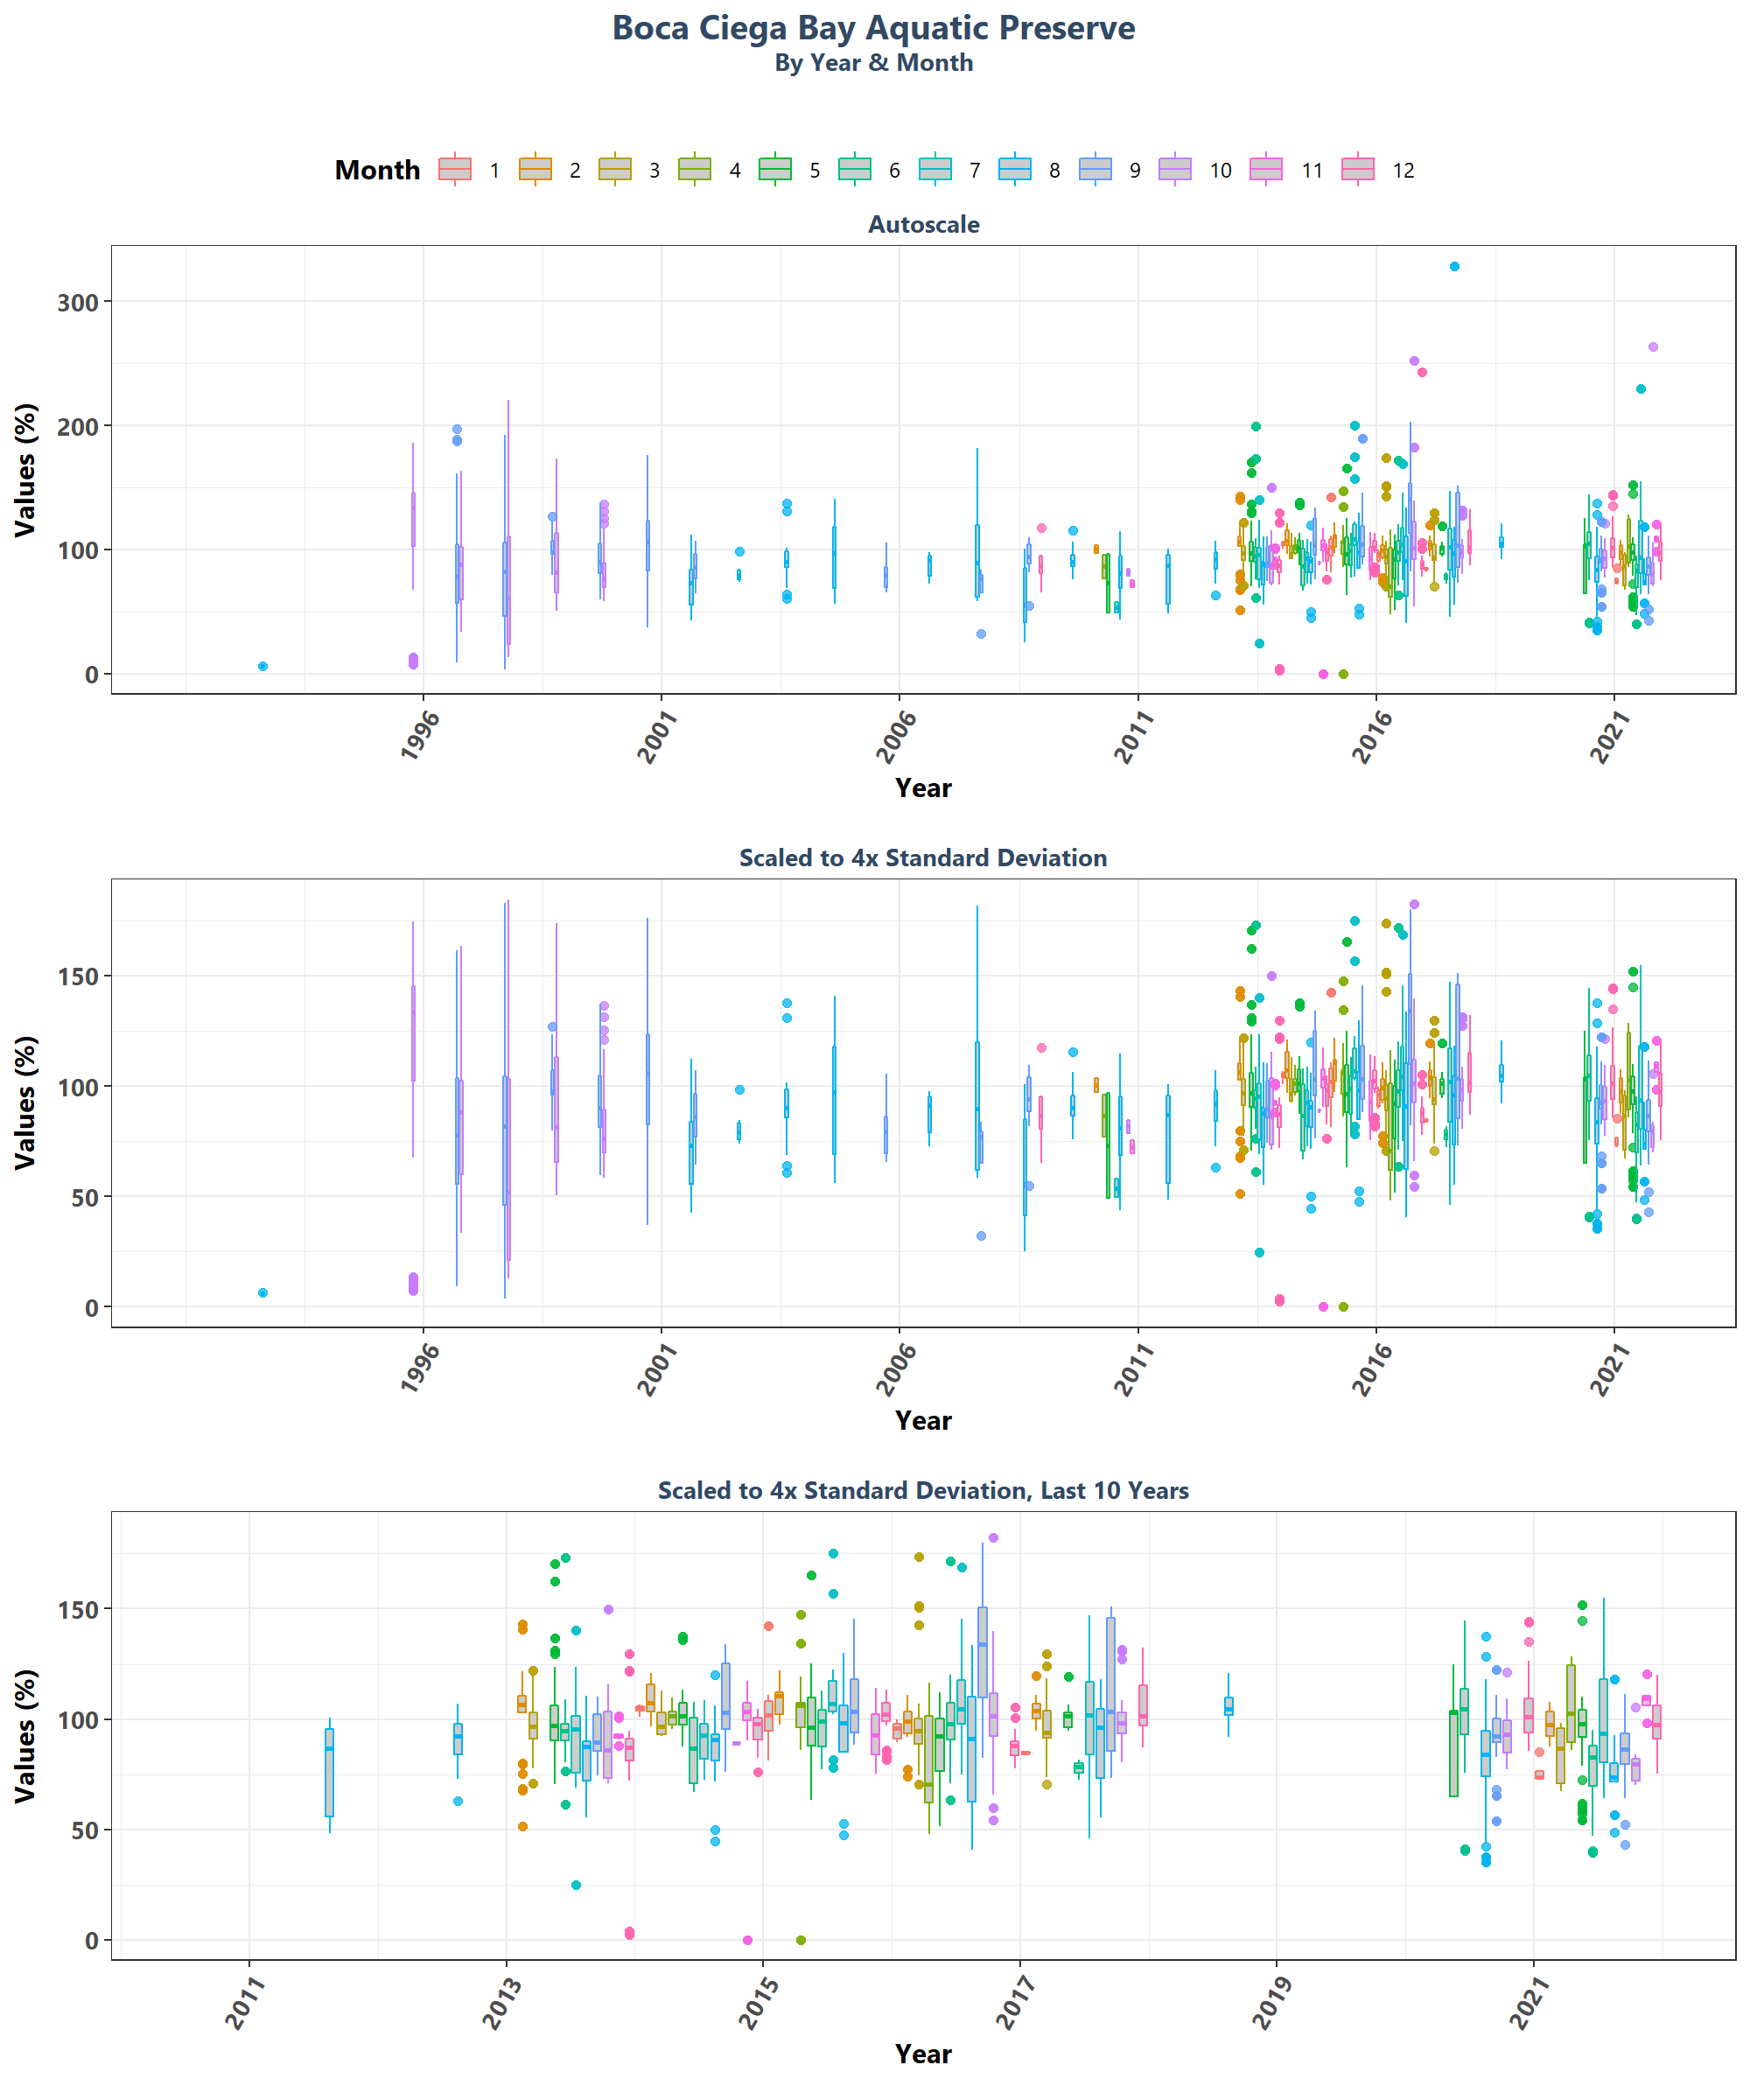 Boca Ciega Bay Aquatic Preserve
By Year & Month
Month 1 2 3 4 5 6 7 8 9 10 11 12
Autoscale
Values (%)
300
200
100
0
1996 2001 2006 2011 2016 2021
Year
Scaled to 4x Standard Deviation
Values (%)
150
100
50
0
1996 2001 2006 2011 2016 2021
Year
Scaled to 4x Standard Deviation, Last 10 Years
Values (%)
150
100
50
0
2011 2013 2015 2017 2019 2021
Year